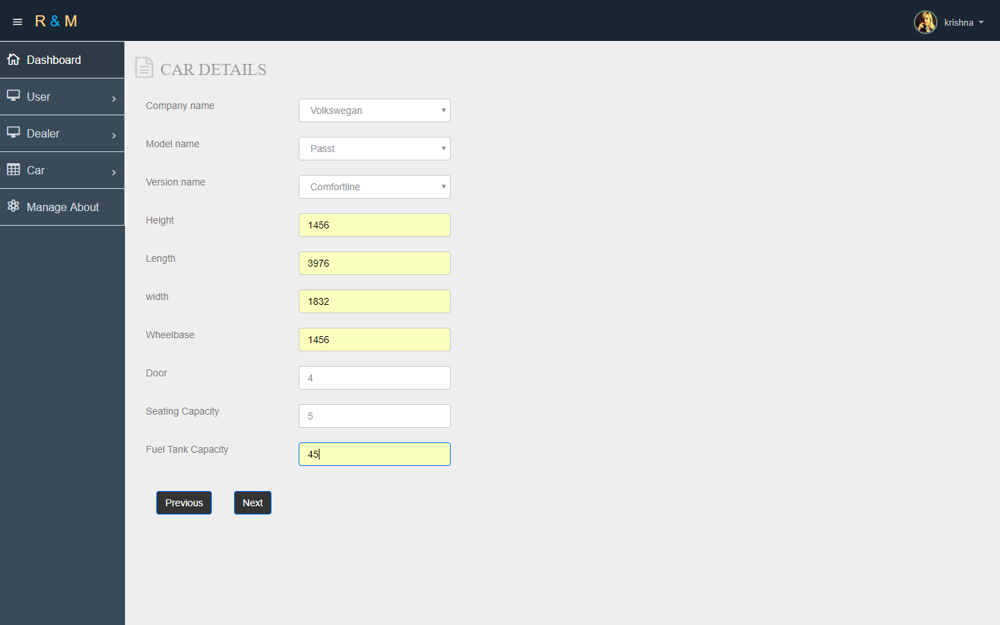 R & M
krishna
Dashboard
User
Dealer
Car
Manage About
CAR DETAILS
Company name Volkswegan
Model name Passt
Version name Comfortline
Height 1456
Length 3976
width 1832
Wheelbase 1456
Door 4
Seating Capacity 5
Fuel Tank Capacity 45
Previous Next